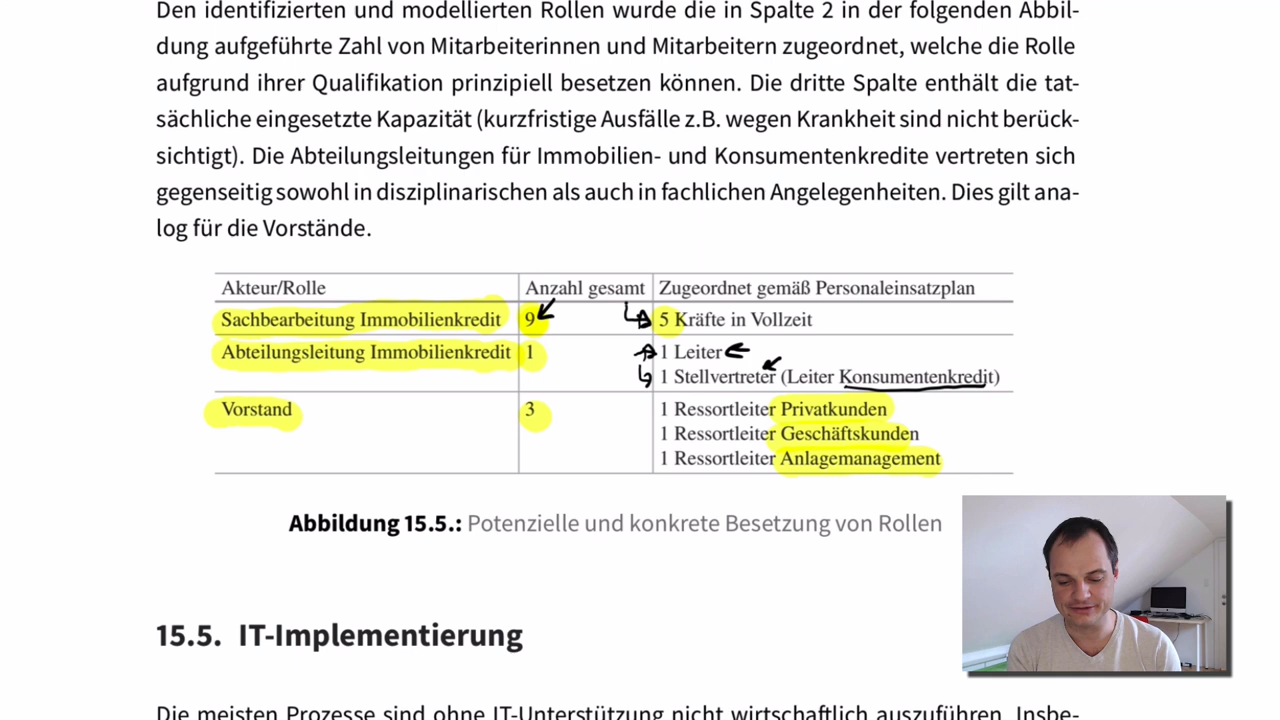 Den identifizierten und modellierten Rollen wurde die in Spalte 2 in der folgenden Abbil-
dung aufgeführte Zahl von Mitarbeiterinnen und Mitarbeitern zugeordnet, welche die Rolle
aufgrund ihrer Qualifikation prinzipiell besetzen können. Die dritte Spalte enthält die tat-
sächliche eingesetzte Kapazität (kurzfristige Ausfälle z.B. wegen Krankheit sind nicht berück-
sichtigt). Die Abteilungsleitungen für Immobilien- und Konsumentenkredite vertreten sich
gegenseitig sowohl in disziplinarischen als auch in fachlichen Angelegenheiten. Dies gilt ana-
log für die Vorstände.
Akteur/Rolle Anzahl gesamt Zugeordnet gemäß Personaleinsatzplan
Sachbearbeitung Immobilienkredit 9 5 Kräfte in Vollzeit
Abteilungsleitung Immobilienkredit 1 1 Leiter
1 Stellvertreter (Leiter Konsumentenkredit)
Vorstand 3 1 Ressortleiter Privatkunden
1 Ressortleiter Geschäftskunden
1 Ressortleiter Anlagemanagement
Abbildung 15.5.: Potenzielle und konkrete Besetzung von Rollen
15.5. IT-Implementierung
Die meisten Prozesse sind ohne IT-Unterstützung nicht wirtschaftlich auszuführen. Insbe-